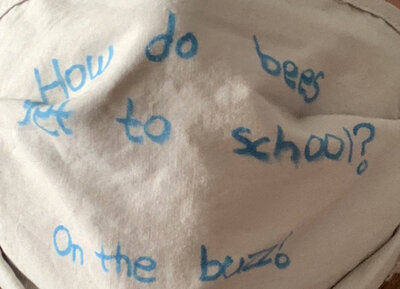 How do bees
get to school?
On the buzz